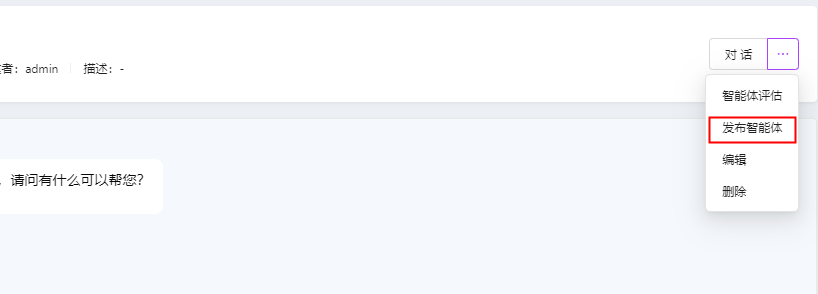 者：admin 描述：-
对 话 ···
智能体评估
发布智能体
编辑
删除
请问有什么可以帮您？